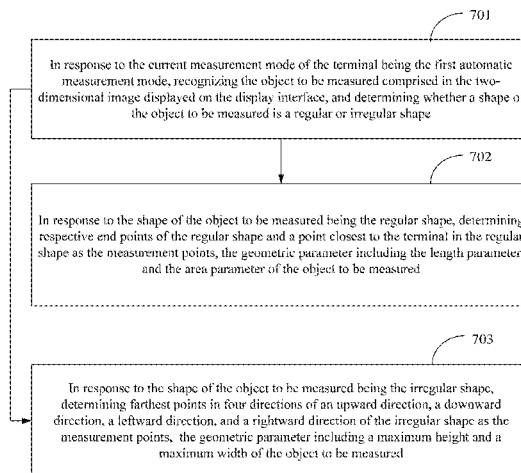 701
In response to the current measurement mode of the terminal being the first automatic
measurement mode, recognizing the object to be measured comprised in the two-
dimensional image displayed on the display interface, and determining whether a shape o
the object to be measured is a regular or irregular shape
702
In response to the shape of the object to be measured being the regular shape, determining
respective end points of the regular shape and a point closest to the terminal in the regular
shape as the measurement points, the geometric parameter including the length parameter
and the area parameter of the object to be measured
703
In response to the shape of the object to be measured being the irregular shape,
determining farthest points in four directions of an upward direction, a downward
direction, a leftward direction, and a rightward direction of the irregular shape as the
measurement points, the geometric parameter including a maximum height and a
maximum width of the object to be measured